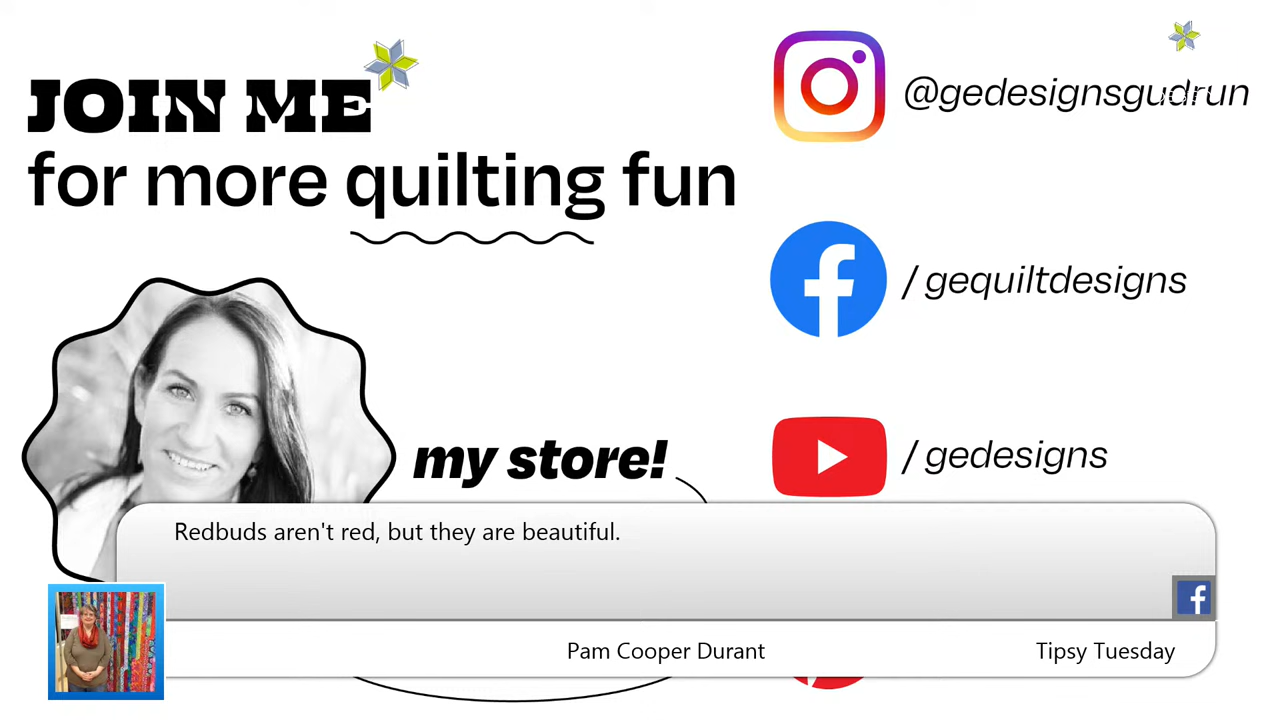 JOIN ME
for more quilting fun
@gedesignsgudrun
/ gequiltdesigns
my store!
/ gedesigns
Redbuds aren't red, but they are beautiful.
Pam Cooper Durant
Tipsy Tuesday